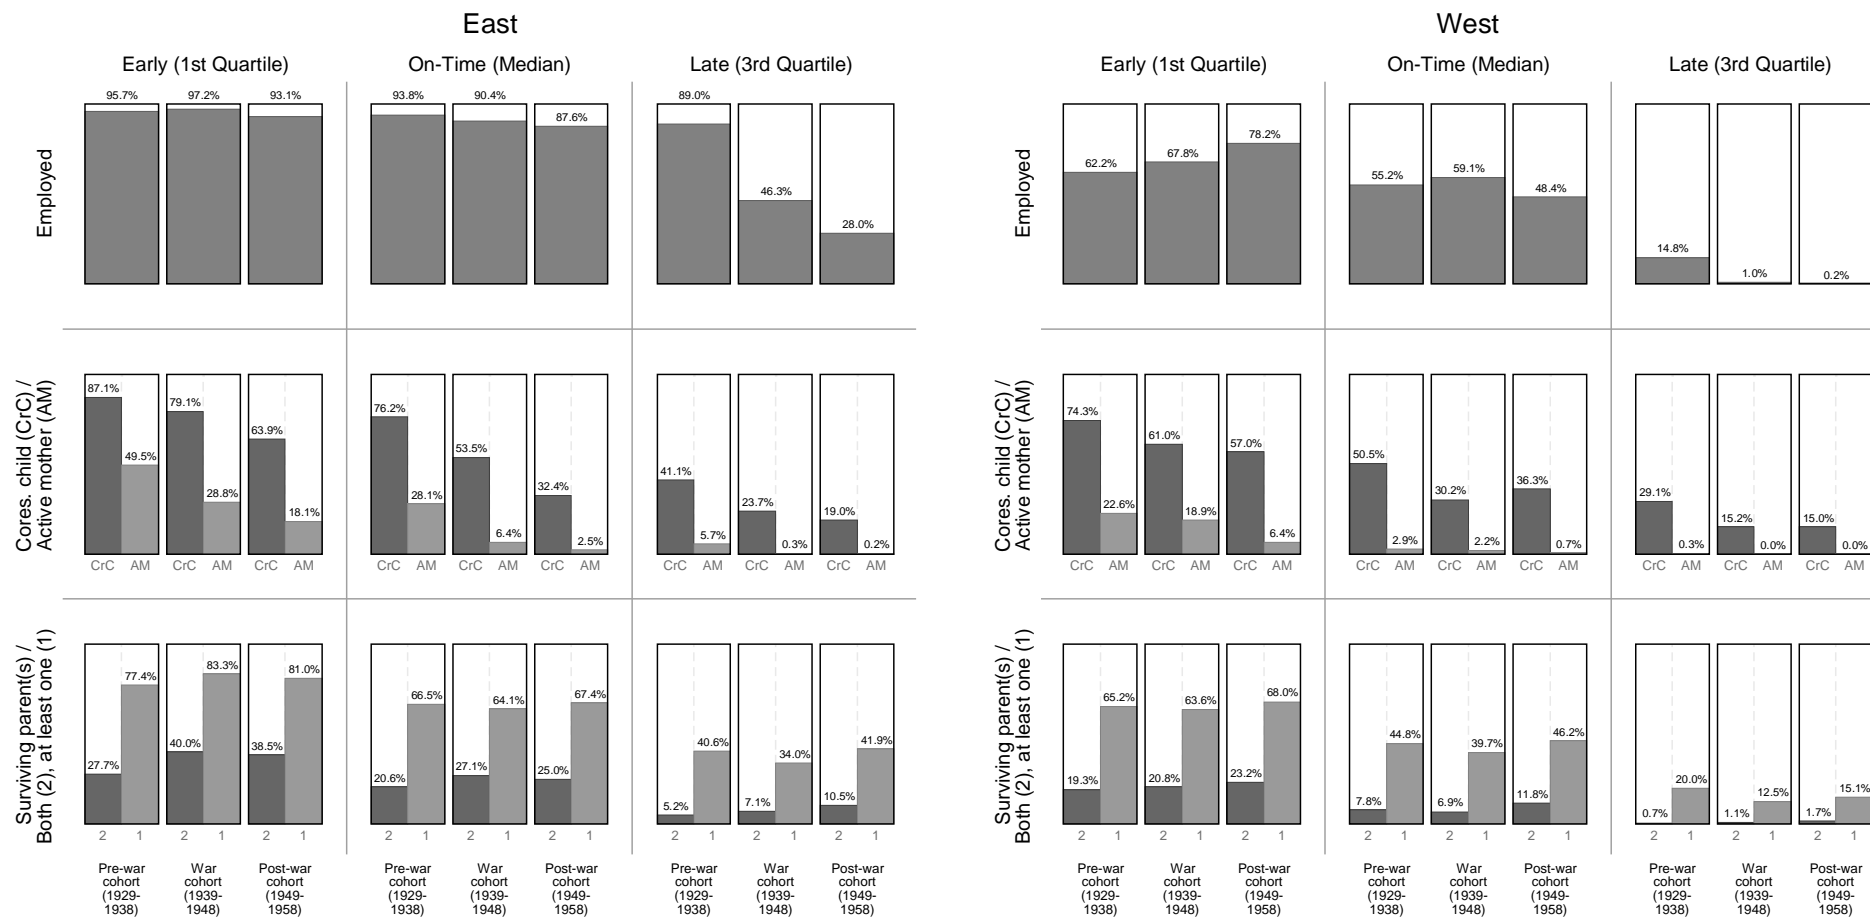 East
West
Early (1st Quartile)
On-Time (Median)
Late (3rd Quartile)
Early (1st Quartile)
On-Time (Median)
Late (3rd Quartile)
Employed
95.7%
97.2%
93.1%
93.8%
90.4%
87.6%
89.0%
46.3%
28.0%
Employed
62.2%
67.8%
78.2%
55.2%
59.1%
48.4%
14.8%
1.0%
0.2%
Cores. child (CrC) /
Active mother (AM)
87.1%
49.5%
79.1%
28.8%
63.9%
18.1%
76.2%
28.1%
53.5%
6.4%
32.4%
2.5%
41.1%
5.7%
23.7%
0.3%
19.0%
0.2%
CrC AM
CrC AM
CrC AM
CrC AM
CrC AM
CrC AM
CrC AM
CrC AM
CrC AM
Cores. child (CrC) /
Active mother (AM)
74.3%
22.6%
61.0%
18.9%
57.0%
6.4%
50.5%
2.9%
30.2%
2.2%
36.3%
0.7%
29.1%
0.3%
15.2%
0.0%
15.0%
0.0%
CrC AM
CrC AM
CrC AM
CrC AM
CrC AM
CrC AM
CrC AM
CrC AM
CrC AM
Surviving parent(s) /
Both (2), at least one (1)
27.7%
77.4%
40.0%
83.3%
38.5%
81.0%
20.6%
66.5%
27.1%
64.1%
25.0%
67.4%
5.2%
40.6%
7.1%
34.0%
10.5%
41.9%
2 1
2 1
2 1
2 1
2 1
2 1
2 1
2 1
2 1
Surviving parent(s) /
Both (2), at least one (1)
19.3%
65.2%
20.8%
63.6%
23.2%
68.0%
7.8%
44.8%
6.9%
39.7%
11.8%
46.2%
0.7%
20.0%
1.1%
12.5%
1.7%
15.1%
2 1
2 1
2 1
2 1
2 1
2 1
2 1
2 1
2 1
Pre-war
cohort
(1929-
1938)
War
cohort
(1939-
1948)
Post-war
cohort
(1949-
1958)
Pre-war
cohort
(1929-
1938)
War
cohort
(1939-
1948)
Post-war
cohort
(1949-
1958)
Pre-war
cohort
(1929-
1938)
War
cohort
(1939-
1948)
Post-war
cohort
(1949-
1958)
Pre-war
cohort
(1929-
1938)
War
cohort
(1939-
1948)
Post-war
cohort
(1949-
1958)
Pre-war
cohort
(1929-
1938)
War
cohort
(1939-
1948)
Post-war
cohort
(1949-
1958)
Pre-war
cohort
(1929-
1938)
War
cohort
(1939-
1948)
Post-war
cohort
(1949-
1958)